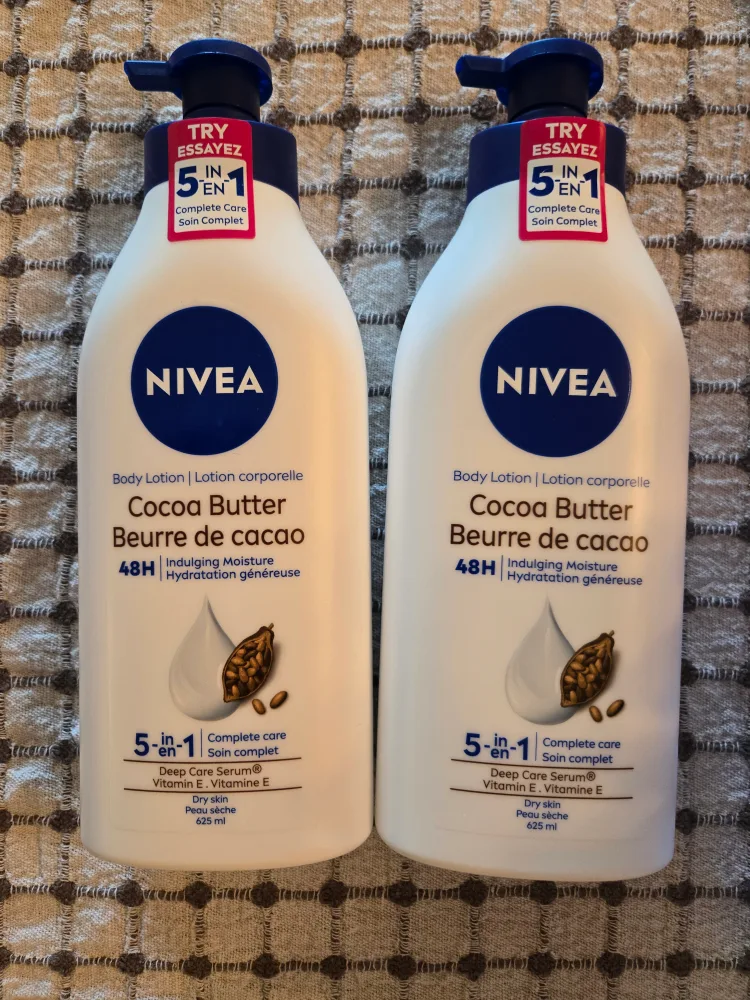 TRY
ESSAYEZ
5 IN EN 1
Complete Care
Soin Complet
NIVEA
Body Lotion | Lotion corporelle
Cocoa Butter
Beurre de cacao
48H | Indulging Moisture
Hydratation généreuse
5-in en-1 | Complete care
Soin complet
Deep Care Serum®
Vitamin E . Vitamine E
Dry skin
Peau sèche
625 ml
TRY
ESSAYEZ
5 IN EN 1
Complete Care
Soin Complet
NIVEA
Body Lotion | Lotion corporelle
Cocoa Butter
Beurre de cacao
48H | Indulging Moisture
Hydratation généreuse
5-in en-1 | Complete care
Soin complet
Deep Care Serum®
Vitamin E . Vitamine E
Dry skin
Peau sèche
625 ml